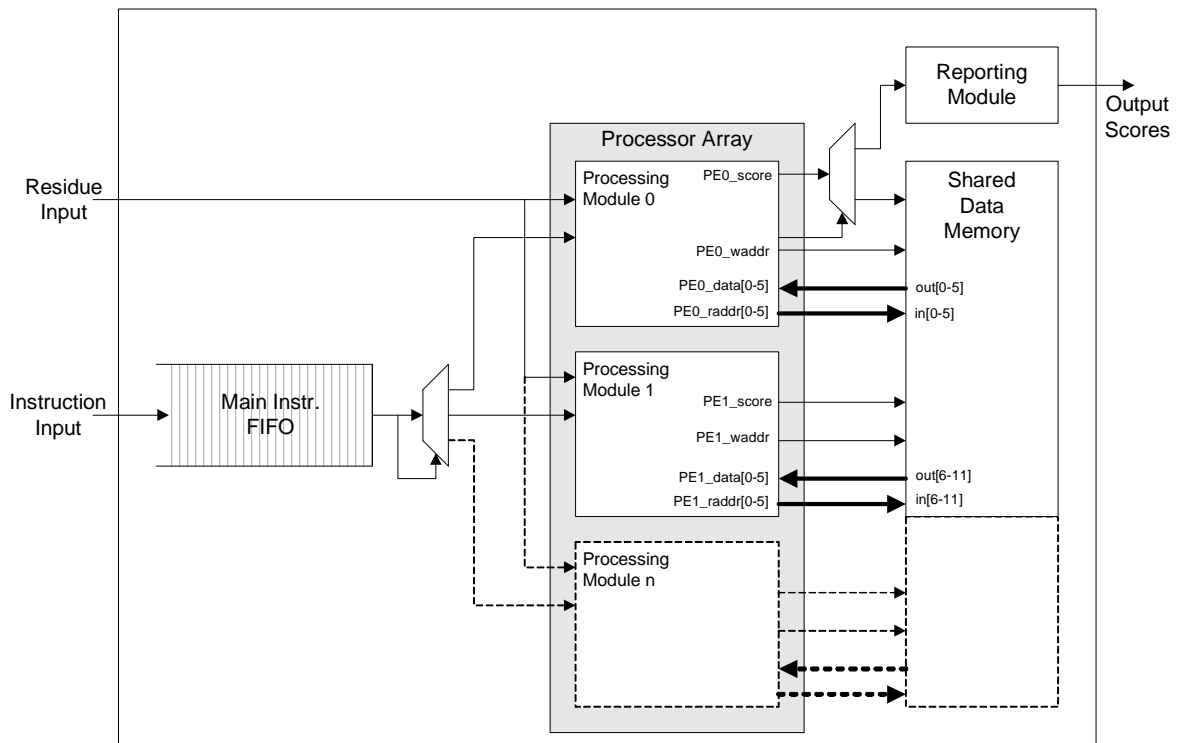 Reporting
Module
Output
Scores
Processor Array
Residue
Input
Processing
Module 0
PE0_score
PE0_waddr
PE0_data[0-5]
PE0_raddr[0-5]
Shared
Data
Memory
out[0-5]
in[0-5]
Instruction
Input
Main Instr.
FIFO
Processing
Module 1
PE1_score
PE1_waddr
PE1_data[0-5]
PE1_raddr[0-5]
out[6-11]
in[6-11]
Processing
Module n